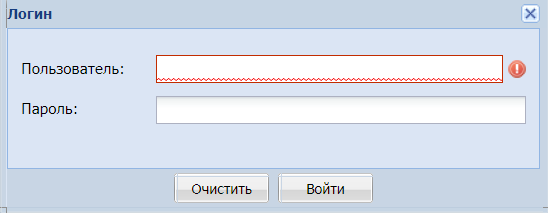 Логин
Пользователь:
Пароль:
Очистить
Войти